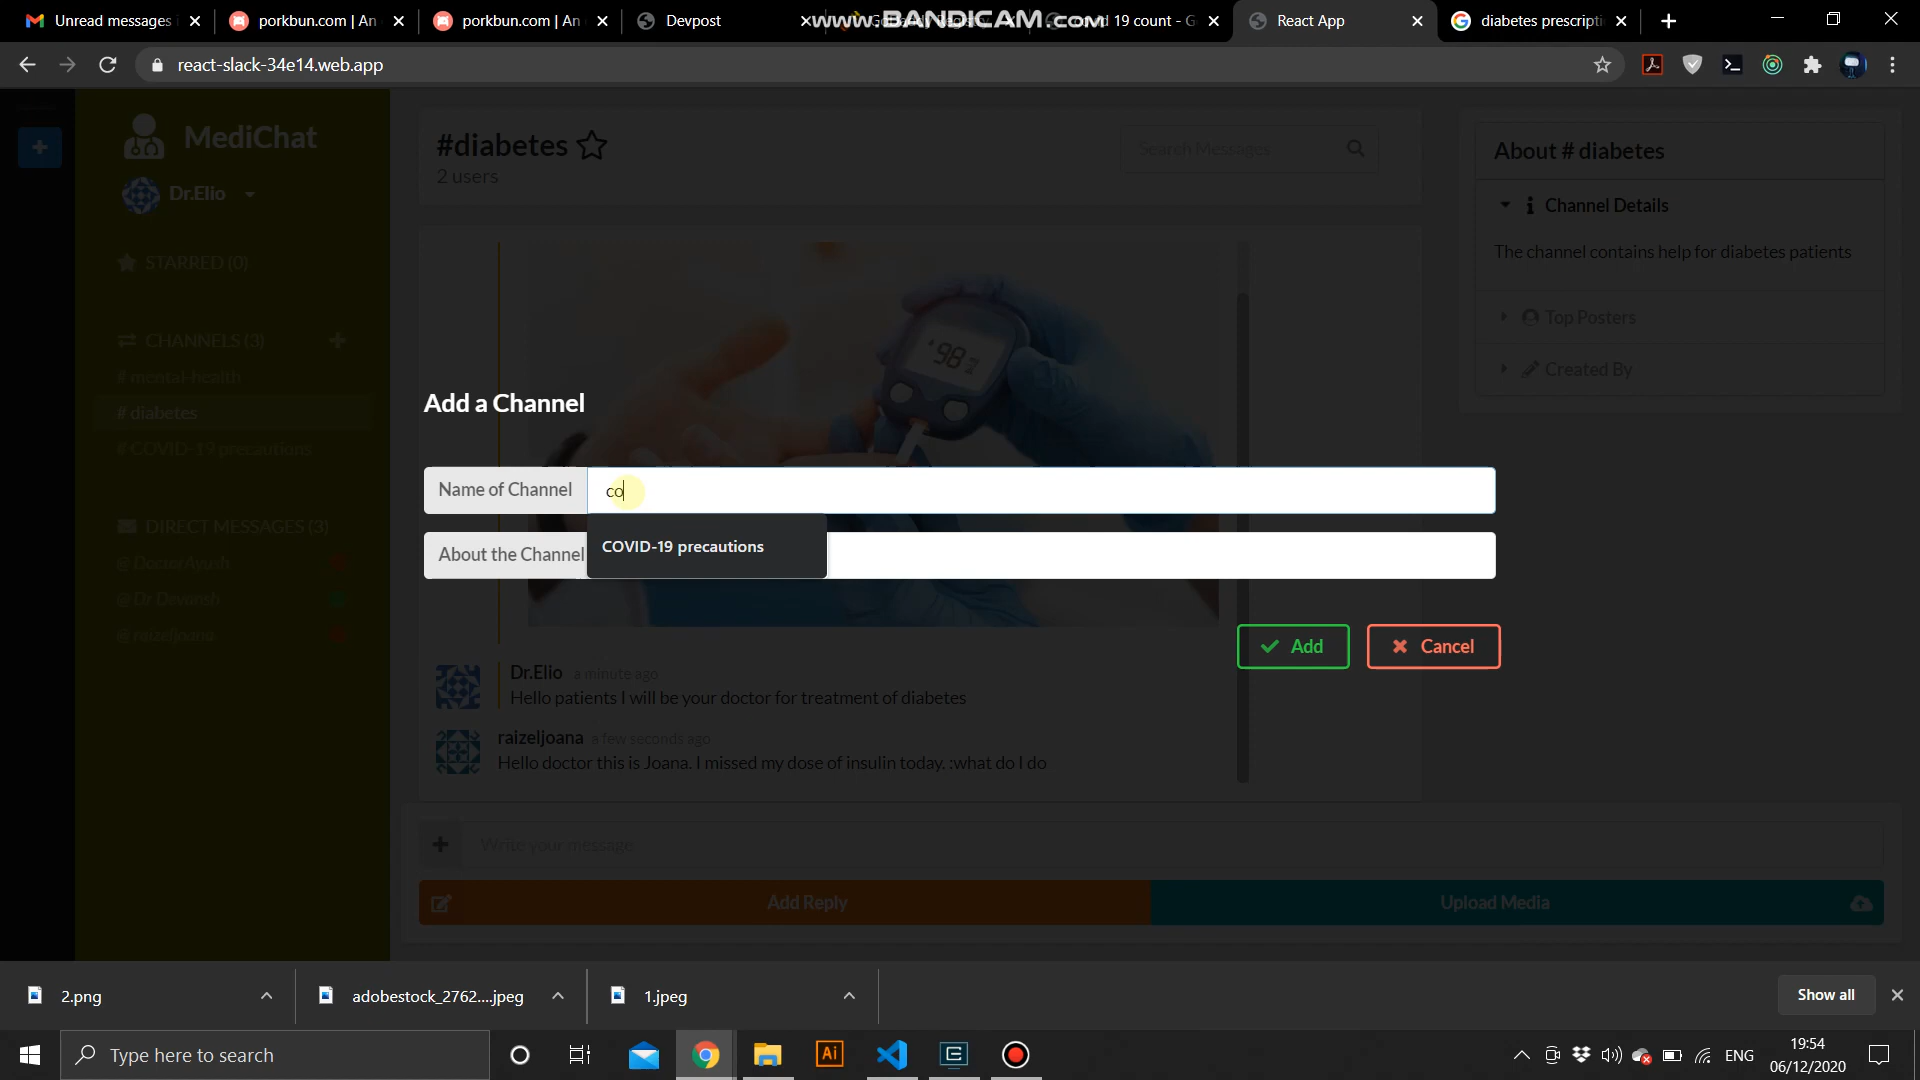 Unread messages
porkbun.com | An
porkbun.com | An
Devpost
www.BANDICAM.com
19 count - G
React App
diabetes prescripti
react-slack-34e14.web.app
MediChat
Dr.Elio
STARRED (0)
CHANNELS (3)
# mental-health
# diabetes
# COVID-19 precautions
DIRECT MESSAGES (3)
@DoctorAyush
@Dr Devansh
@raizeljoana
#diabetes
2 users
Search Messages
98
About # diabetes
Channel Details
The channel contains help for diabetes patients
Top Posters
Created By
Add a Channel
Name of Channel
co
About the Channel
COVID-19 precautions
Add
Cancel
Dr.Elio a minute ago
Hello patients I will be your doctor for treatment of diabetes
raizeljoana a few seconds ago
Hello doctor this is Joana. I missed my dose of insulin today. :what do I do
Write your message
Add Reply
Upload Media
2.png
adobestock_2762....jpeg
1.jpeg
Show all
Type here to search
Ai
ENG
19:54
06/12/2020